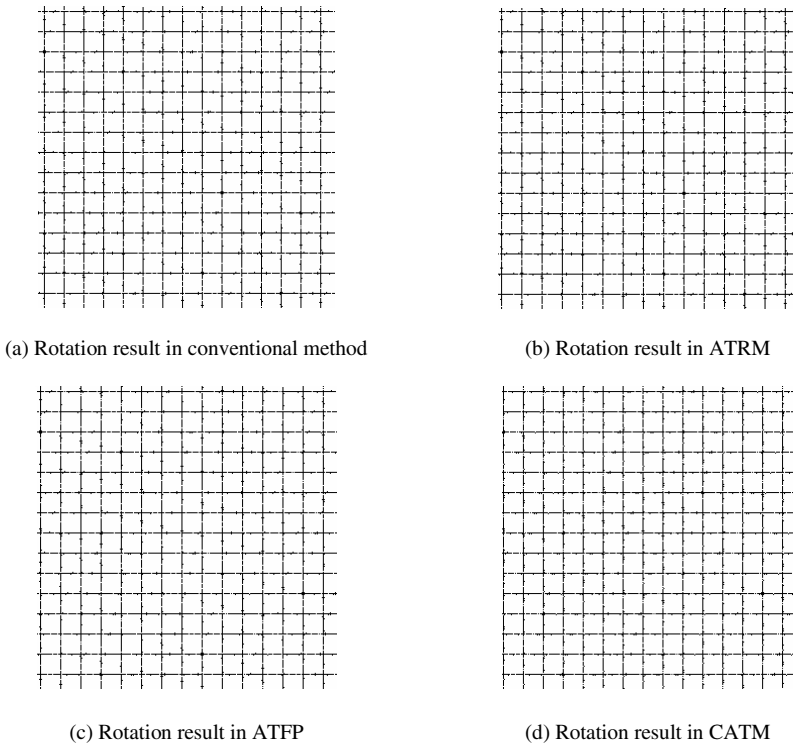 (a) Rotation result in conventional method
(b) Rotation result in ATRM
(c) Rotation result in ATFP
(d) Rotation result in CATM